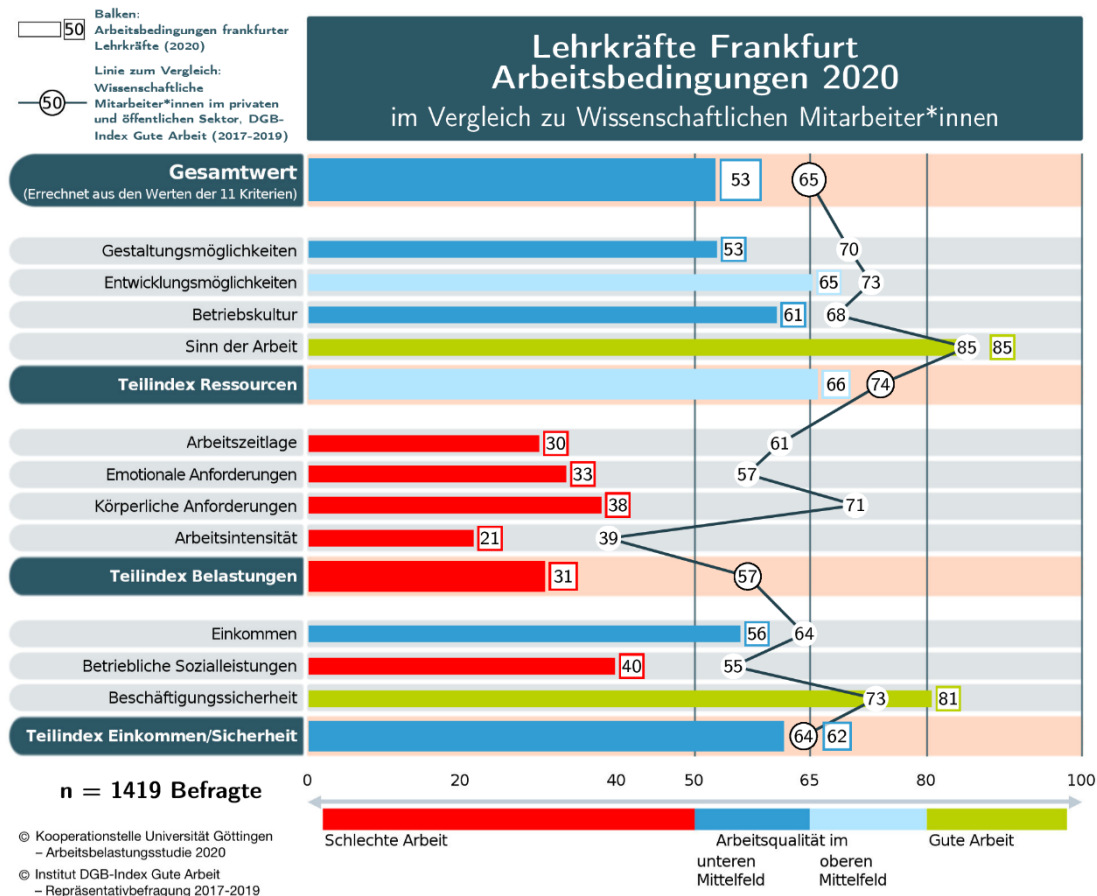 50
Balken:
Arbeitsbedingungen frankfurter
Lehrkräfte (2020)
50
Linie zum Vergleich:
Wissenschaftliche
Mitarbeiter*innen im privaten
und öffentlichen Sektor, DGB-
Index Gute Arbeit (2017-2019)
Lehrkräfte Frankfurt
Arbeitsbedingungen 2020
im Vergleich zu Wissenschaftlichen Mitarbeiter*innen
Gesamtwert
(Errechnet aus den Werten der 11 Kriterien)
53 65
Gestaltungsmöglichkeiten 53 70
Entwicklungsmöglichkeiten 65 73
Betriebskultur 61 68
Sinn der Arbeit 85 85
Teilindex Ressourcen 66 74
Arbeitszeitlage 30 61
Emotionale Anforderungen 33 57
Körperliche Anforderungen 38 71
Arbeitsintensität 21 39
Teilindex Belastungen 31 57
Einkommen 56 64
Betriebliche Sozialleistungen 40 55
Beschäftigungssicherheit 73 81
Teilindex Einkommen/Sicherheit 64 62
0 20 40 50 65 80 100
n = 1419 Befragte
Schlechte Arbeit
Arbeitsqualität im
unteren
Mittelfeld
oberen
Mittelfeld
Gute Arbeit
© Kooperationstelle Universität Göttingen
– Arbeitsbelastungsstudie 2020
© Institut DGB-Index Gute Arbeit
– Repräsentativbefragung 2017-2019